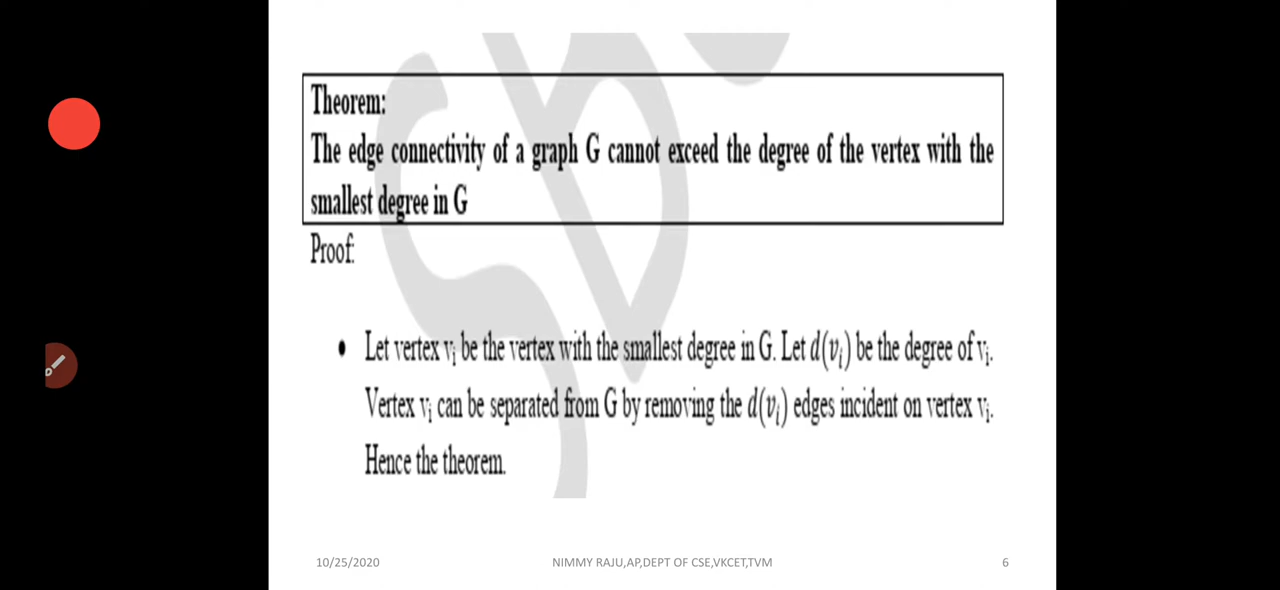 Theorem:
The edge connectivity of a graph G cannot exceed the degree of the vertex with the
smallest degree in G
Proof:
• Let vertex vᵢ be the vertex with the smallest degree in G. Let d(vᵢ) be the degree of vᵢ.
Vertex vᵢ can be separated from G by removing the d(vᵢ) edges incident on vertex vᵢ.
Hence the theorem.
10/25/2020 NIMMY RAJU,AP,DEPT OF CSE,VKCET,TVM 6